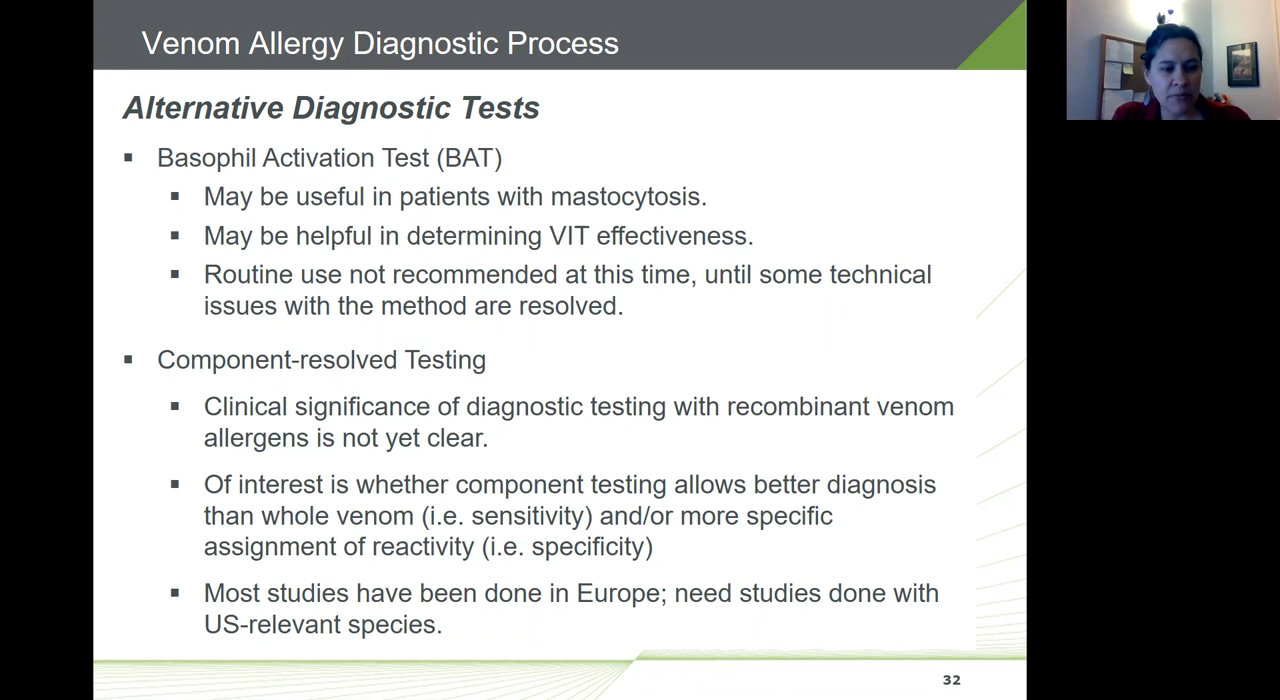 Venom Allergy Diagnostic Process
Alternative Diagnostic Tests
▪ Basophil Activation Test (BAT)
▪ May be useful in patients with mastocytosis.
▪ May be helpful in determining VIT effectiveness.
▪ Routine use not recommended at this time, until some technical
issues with the method are resolved.
▪ Component-resolved Testing
▪ Clinical significance of diagnostic testing with recombinant venom
allergens is not yet clear.
▪ Of interest is whether component testing allows better diagnosis
than whole venom (i.e. sensitivity) and/or more specific
assignment of reactivity (i.e. specificity)
▪ Most studies have been done in Europe; need studies done with
US-relevant species.
32